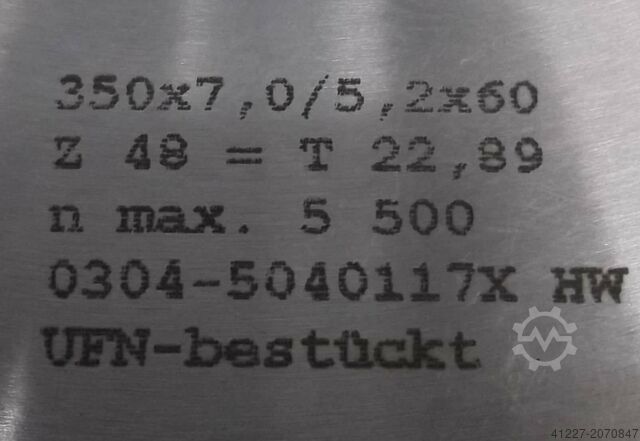 350x7,0/5,2x60
Z 48 = T 22,89
n max. 5 500
0304-5040117X HW
UFN-bestückt
41227-2070847